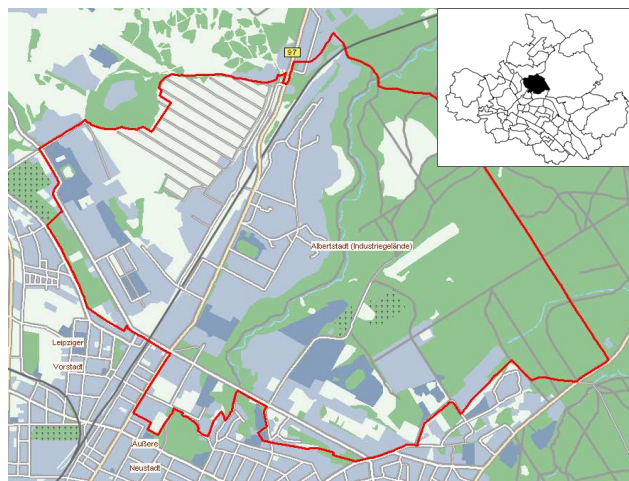 97
Albertstadt (Industriegelände)
Leipziger
Vorstadt
Äußere
Neustadt